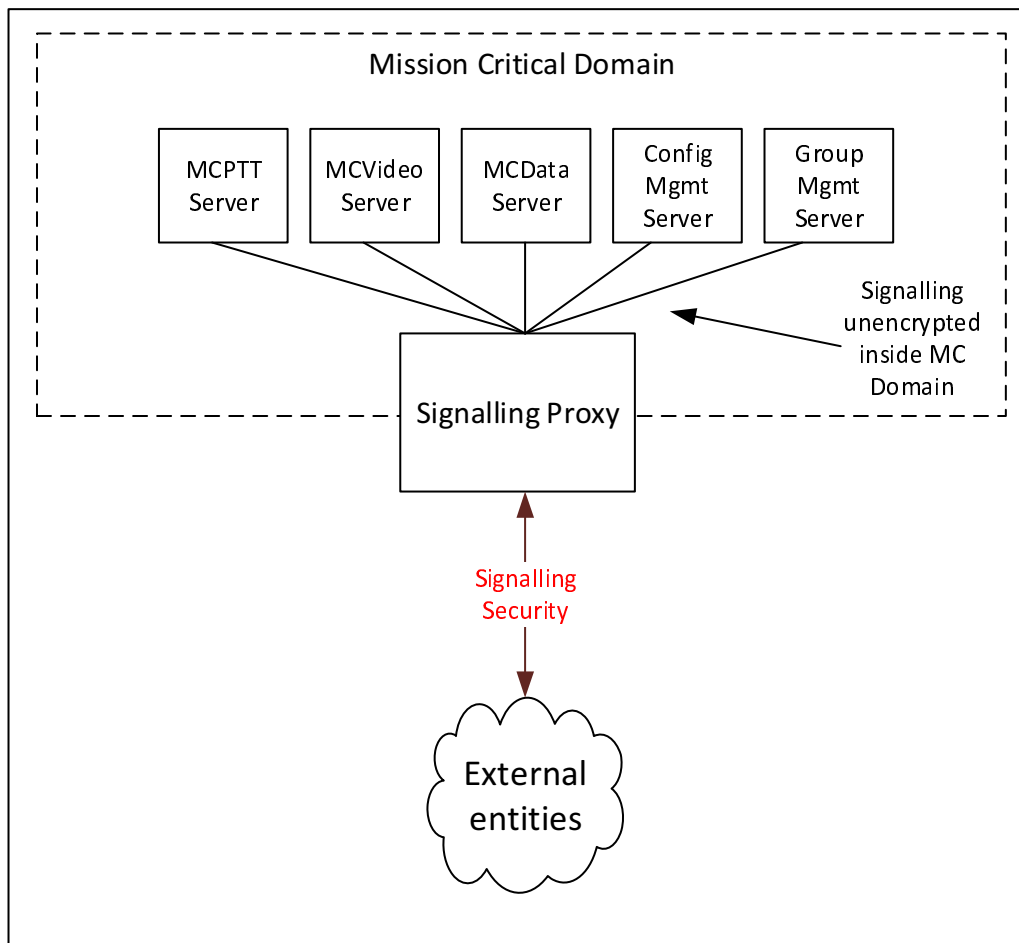 Mission Critical Domain
MCPTT
Server
MCVideo
Server
MCData
Server
Config
Mgmt
Server
Group
Mgmt
Server
Signalling
unencrypted
inside MC
Domain
Signalling Proxy
Signalling
Security
External
entities